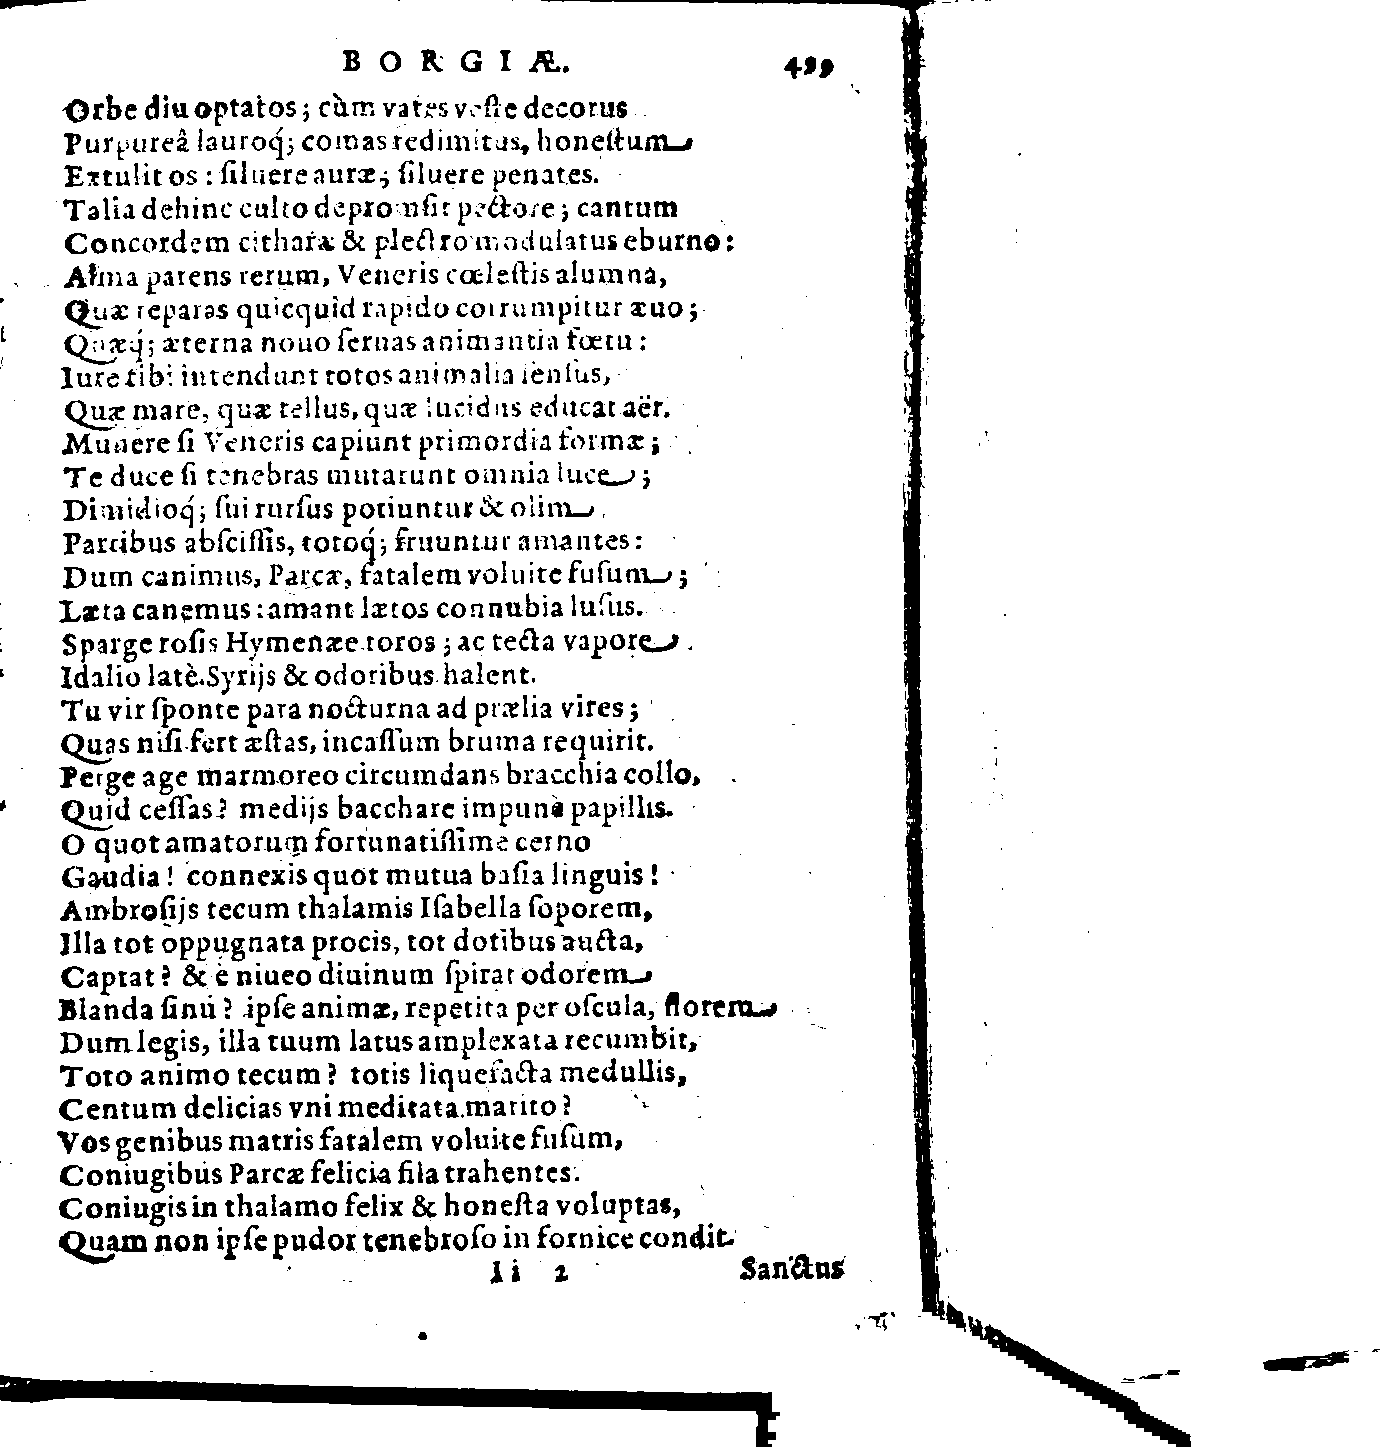 BORGIÆ. 499
Orbe diu optatos; cùm vates veſte decorus
Purpureâ lauroq́; comas redimitus, honeſtum
Extulit os: ſiluere auræ; ſiluere penates.
Talia dehinc culto depromſit pectore; cantum
Concordem citharæ & plectro modulatus eburno:
Alma parens rerum, Veneris cœleſtis alumna,
Quæ reparas quicquid rapido corrumpitur æuo;
Quæq́; æterna nouo ſeruas animantia fœtu:
Iure tibi intendunt totos animalia ſenſus,
Quæ mare, quæ tellus, quæ lucidus educat aër.
Munere ſi Veneris capiunt primordia formæ;
Te duce ſi tenebras mutarunt omnia luce;
Dimidioq́; ſui rurſus potiuntur & olim
Partibus abſciſſis, totoq́; fruuntur amantes:
Dum canimus, Parcæ, fatalem voluite fuſum;
Læta canemus: amant lætos connubia luſus.
Sparge roſis Hymenæe toros; ac tecta vapore
Idalio latè Syrijs & odoribus halent.
Tu vir ſponte para nocturna ad prælia vires;
Quas niſi fert æſtas, incaſſum bruma requirit.
Perge age marmoreo circumdans bracchia collo,
Quid ceſſas? medijs bacchare impunè papillis.
O quot amatorum fortunatiſſime cerno
Gaudia! connexis quot mutua baſia linguis!
Ambroſijs tecum thalamis Iſabella ſoporem,
Illa tot oppugnata procis, tot dotibus aucta,
Captat? & è niueo diuinum ſpirat odorem
Blanda ſinu? ipſe animæ, repetita per oſcula, florem
Dum legis, illa tuum latus amplexata recumbit,
Toto animo tecum? totis liquefacta medullis,
Centum delicias vni meditata marito?
Vos genibus matris fatalem voluite fuſum,
Coniugibus Parcæ felicia fila trahentes.
Coniugis in thalamo felix & honeſta voluptas,
Quam non ipſe pudor tenebroſo in fornice condit.
Ii 2 Sanctus